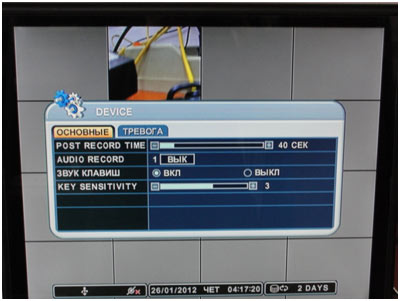 DEVICE
ОСНОВНЫЕ ТРЕВОГА
POST RECORD TIME 40 СЕК
AUDIO RECORD 1 ВЫК
ЗВУК КЛАВИШ ВКЛ ВЫКЛ
KEY SENSITIVITY 3
26/01/2012 ЧЕТ 04:17:20 2 DAYS